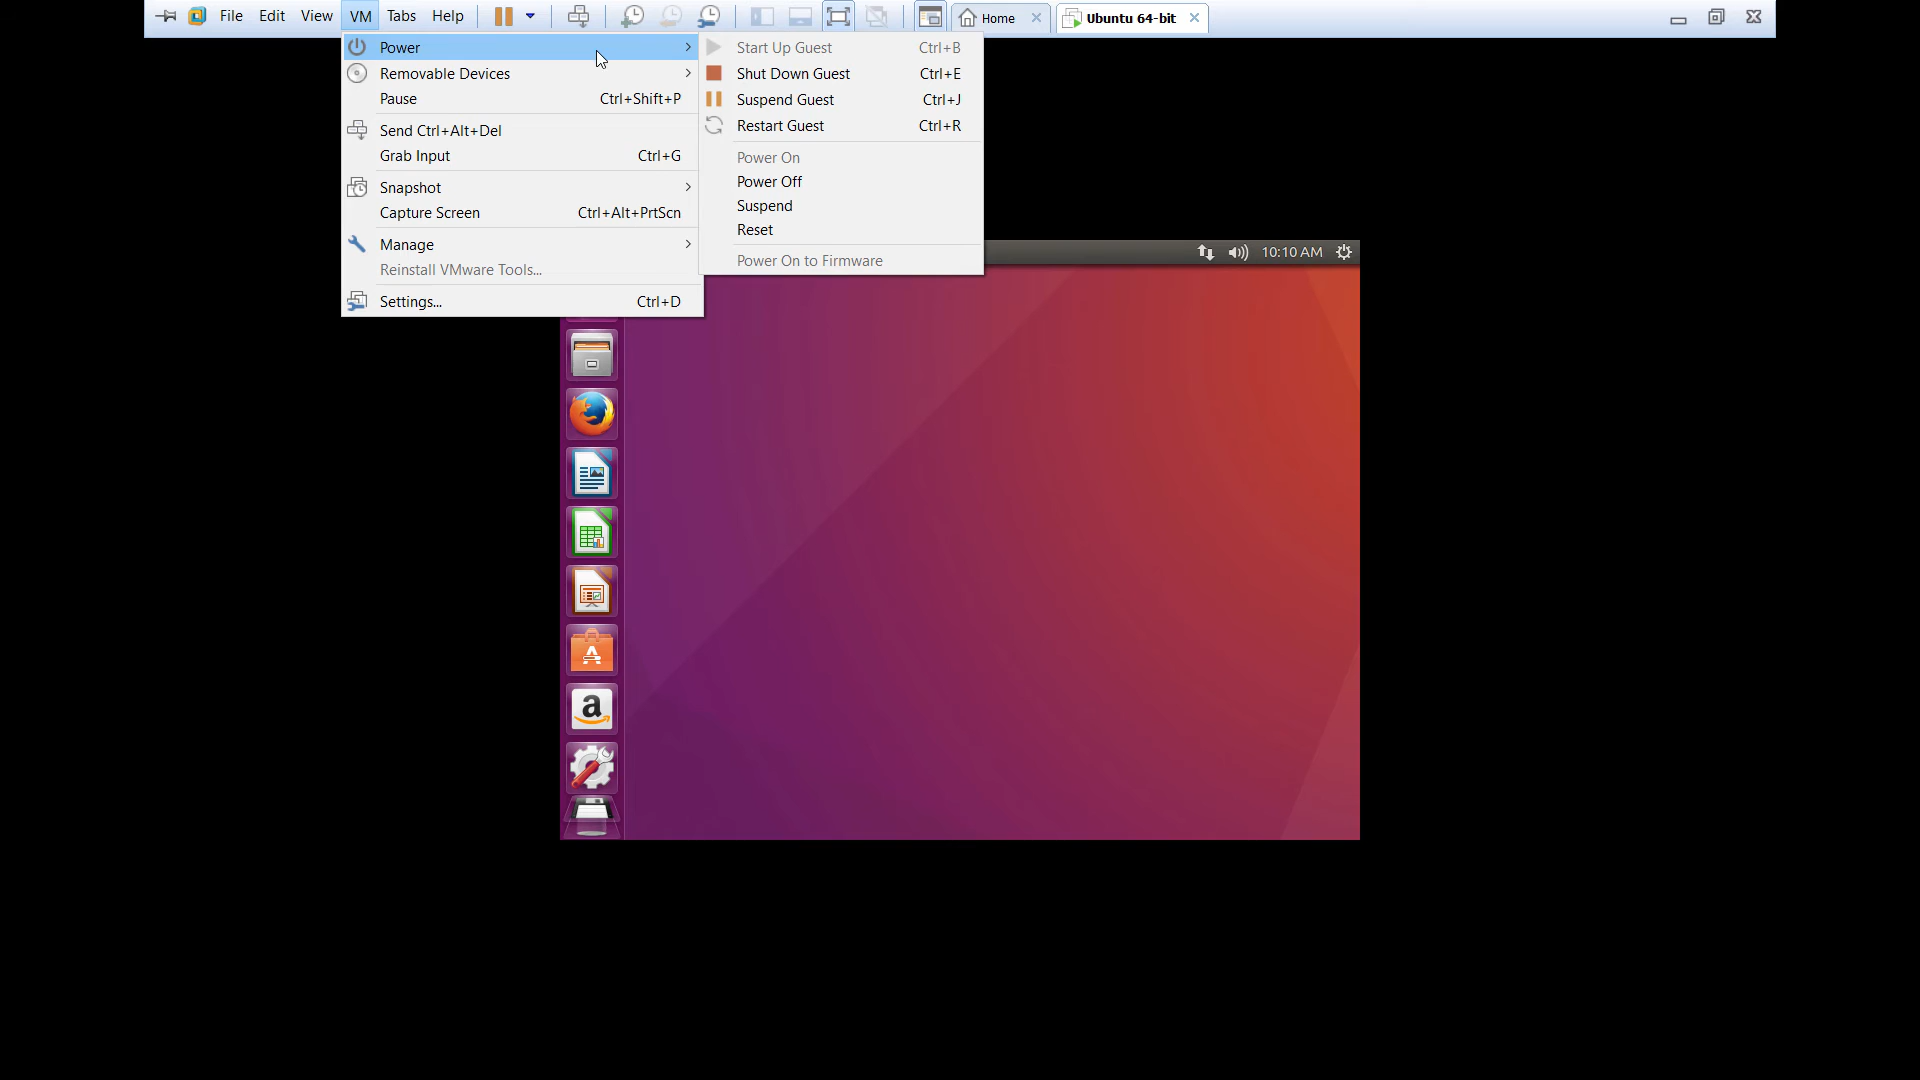 File Edit View VM Tabs Help Home Ubuntu 64-bit
Power
Removable Devices
Pause Ctrl+Shift+P
Send Ctrl+Alt+Del
Grab Input Ctrl+G
Snapshot
Capture Screen Ctrl+Alt+PrtScn
Manage
Reinstall VMware Tools...
Settings... Ctrl+D
Start Up Guest Ctrl+B
Shut Down Guest Ctrl+E
Suspend Guest Ctrl+J
Restart Guest Ctrl+R
Power On
Power Off
Suspend
Reset
Power On to Firmware
10:10 AM
A
a